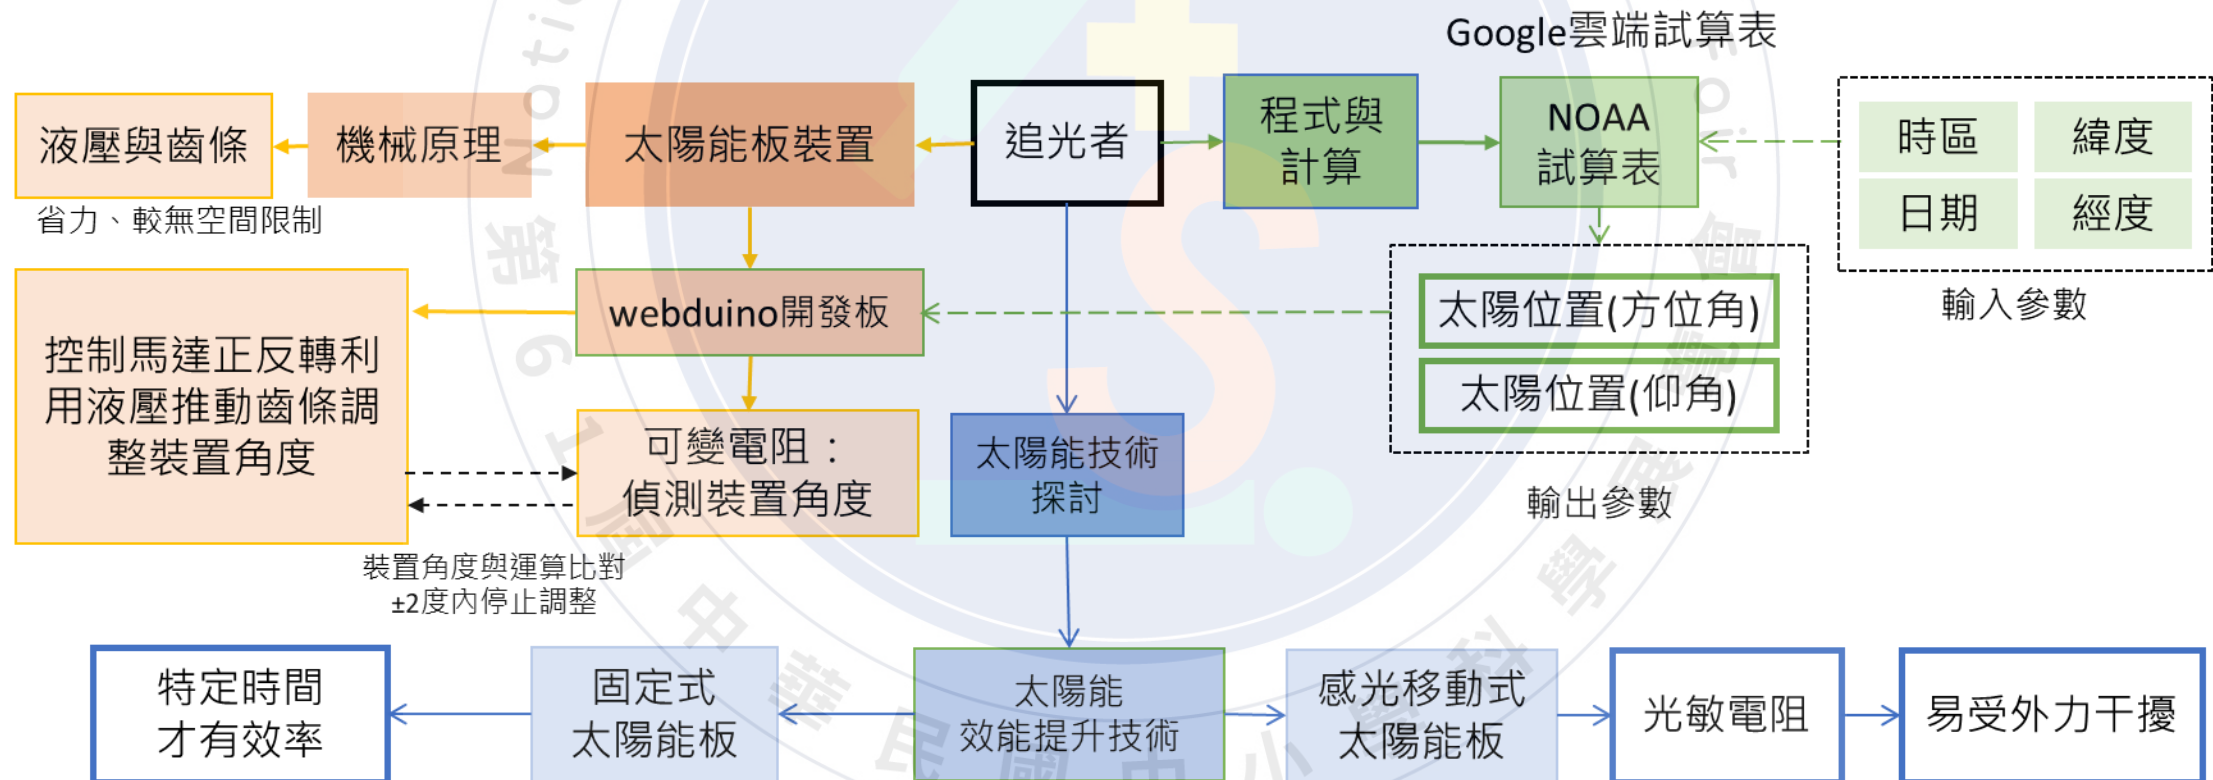 Google雲端試算表
液壓與齒條
機械原理
太陽能板裝置
追光者
程式與
計算
NOAA
試算表
時區
緯度
日期
經度
省力、較無空間限制
輸入參數
控制馬達正反轉利
用液壓推動齒條調
整裝置角度
webduino開發板
太陽位置(方位角)
太陽位置(仰角)
輸出參數
可變電阻：
偵測裝置角度
太陽能技術
探討
裝置角度與運算比對
±2度內停止調整
特定時間
才有效率
固定式
太陽能板
太陽能
效能提升技術
感光移動式
太陽能板
光敏電阻
易受外力干擾